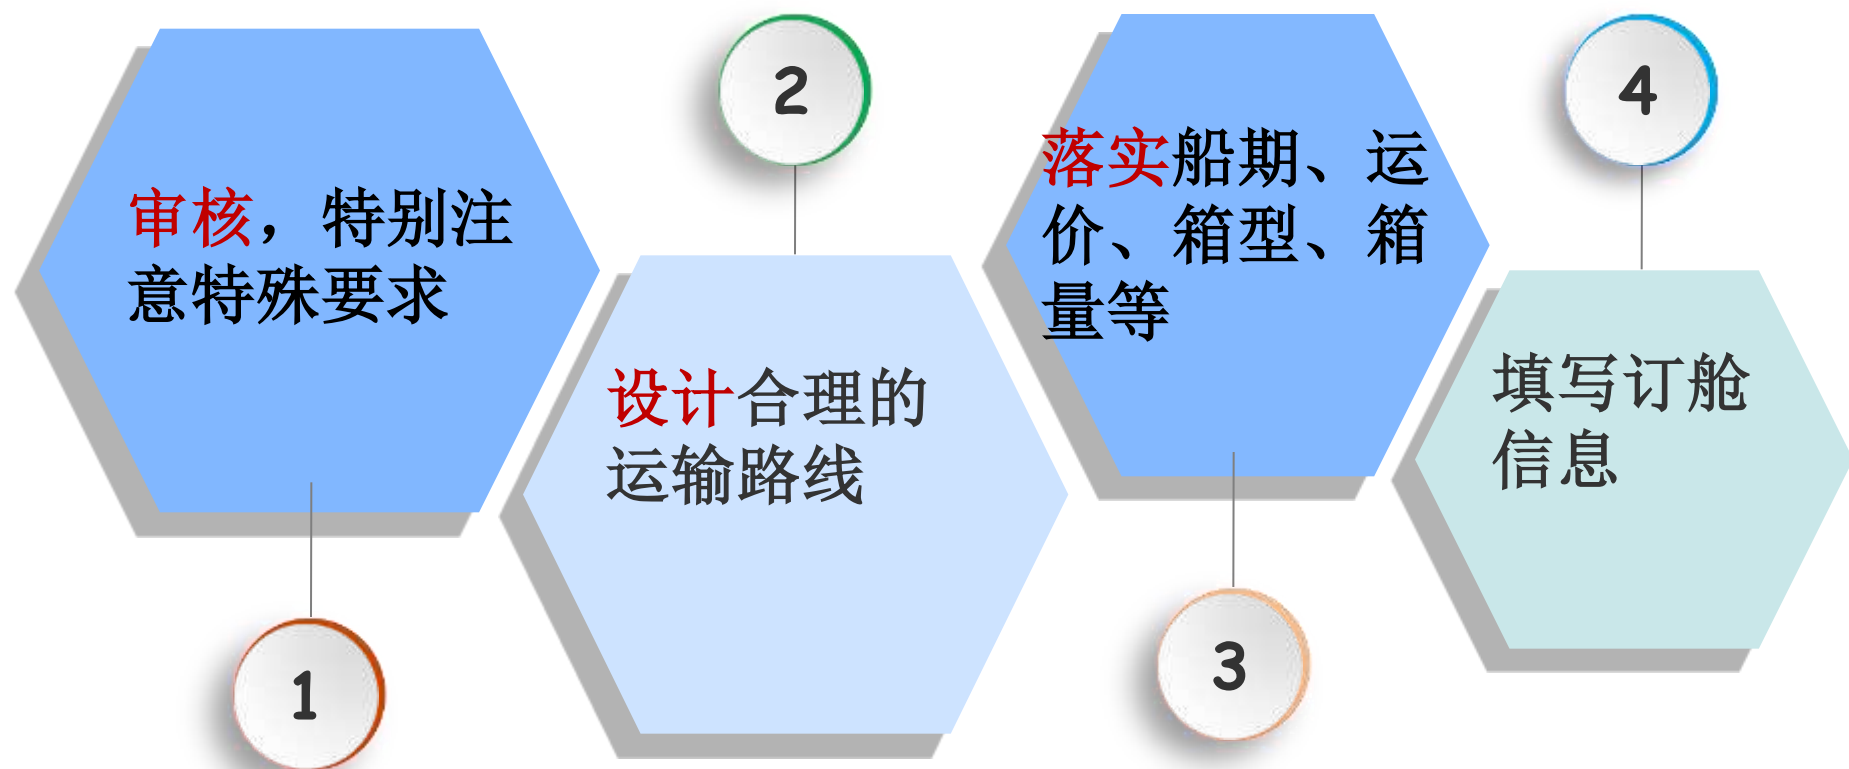 1
审核，特别注
意特殊要求
2
设计合理的
运输路线
3
落实船期、运
价、箱型、箱
量等
4
填写订舱
信息